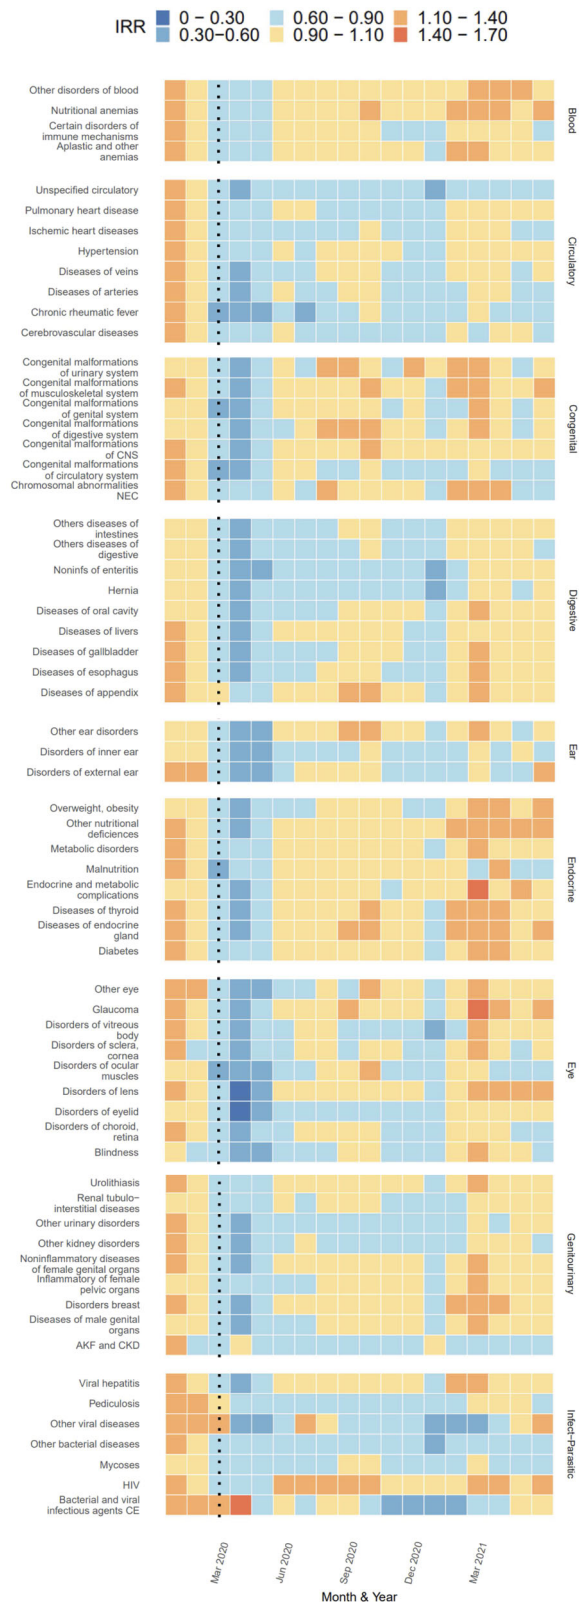 IRR
0 − 0.30
0.60 − 0.90
1.10 − 1.40
0.30−0.60
0.90 − 1.10
1.40 − 1.70
Other disorders of blood
Nutritional anemias
Certain disorders of
immune mechanisms
Aplastic and other
anemias
Blood
Unspecified circulatory
Pulmonary heart disease
Ischemic heart diseases
Hypertension
Diseases of veins
Diseases of arteries
Chronic rheumatic fever
Cerebrovascular diseases
Circulatory
Congenital malformations
of urinary system
Congenital malformations
of musculoskeletal system
Congenital malformations
of genital system
Congenital malformations
of digestive system
Congenital malformations
of CNS
Congenital malformations
of circulatory system
Chromosomal abnormalities
NEC
Congenital
Others diseases of
intestines
Others diseases of
digestive
Noninfs of enteritis
Hernia
Diseases of oral cavity
Diseases of livers
Diseases of gallbladder
Diseases of esophagus
Diseases of appendix
Digestive
Other ear disorders
Disorders of inner ear
Disorders of external ear
Ear
Overweight, obesity
Other nutritional
deficiences
Metabolic disorders
Malnutrition
Endocrine and metabolic
complications
Diseases of thyroid
Diseases of endocrine
gland
Diabetes
Endocrine
Other eye
Glaucoma
Disorders of vitreous
body
Disorders of sclera,
cornea
Disorders of ocular
muscles
Disorders of lens
Disorders of eyelid
Disorders of choroid,
retina
Blindness
Eye
Urolithiasis
Renal tubulo−
interstitial diseases
Other urinary disorders
Other kidney disorders
Noninflammatory diseases
of female genital organs
Inflammatory of female
pelvic organs
Disorders breast
Diseases of male genital
organs
AKF and CKD
Genitourinary
Viral hepatitis
Pediculosis
Other viral diseases
Other bacterial diseases
Mycoses
HIV
Bacterial and viral
infectious agents CE
Infect−Parasitic
Mar 2020
Jun 2020
Sep 2020
Dec 2020
Mar 2021
Month & Year